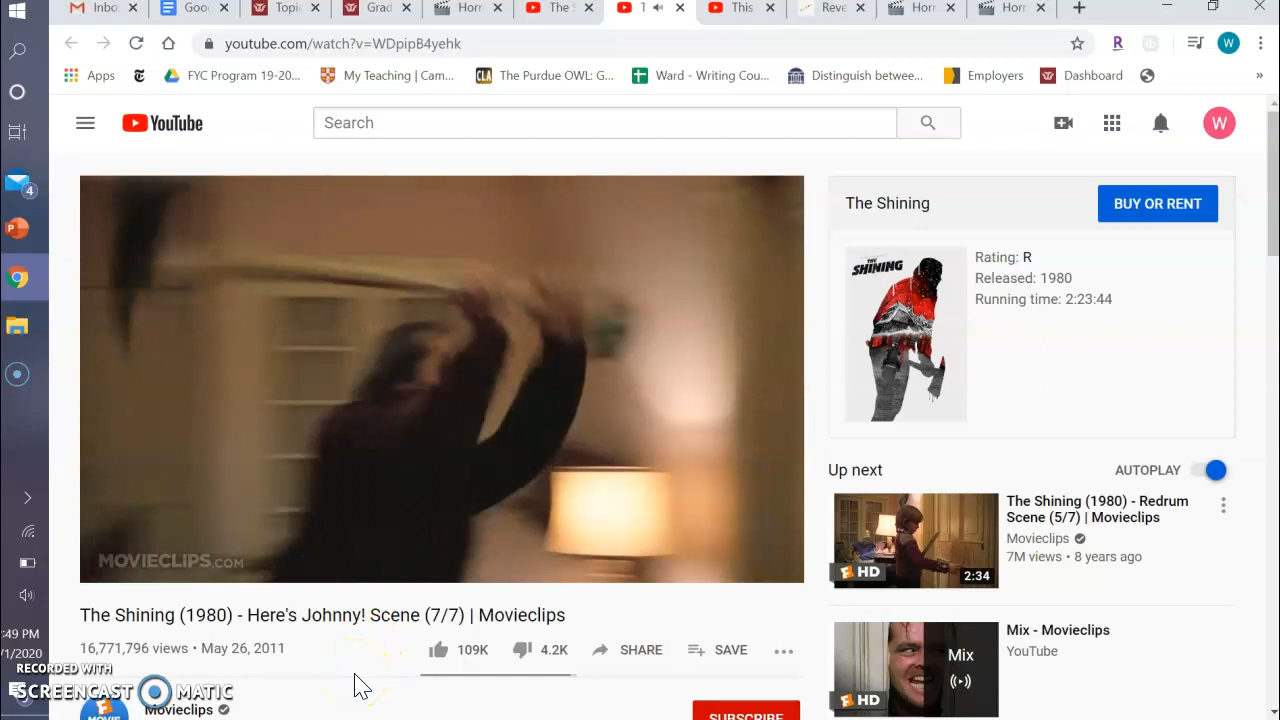 Inbo
Goo
Topi
Grad
Horr
The S
T
This
Reve
Horr
Horr
youtube.com/watch?v=WDpipB4yehk
R
W
Apps
FYC Program 19-20...
My Teaching | Cam...
CLA
The Purdue OWL: G...
Ward - Writing Cou...
Distinguish betwee...
Employers
Dashboard
»
YouTube
Search
W
4
The Shining
BUY OR RENT
THE
SHINING
Rating: R
Released: 1980
Running time: 2:23:44
Up next
AUTOPLAY
The Shining (1980) - Redrum
Scene (5/7) | Movieclips
Movieclips
7M views • 8 years ago
HD
2:34
MOVIECLIPS.COM
The Shining (1980) - Here's Johnny! Scene (7/7) | Movieclips
16,771,796 views • May 26, 2011
109K
4.2K
SHARE
SAVE
Mix - Movieclips
YouTube
Mix
HD
:49 PM
/1/2020
RECORDED WITH
SCREENCAST MATIC
MOVIE
Movieclips
SUBSCRIBE